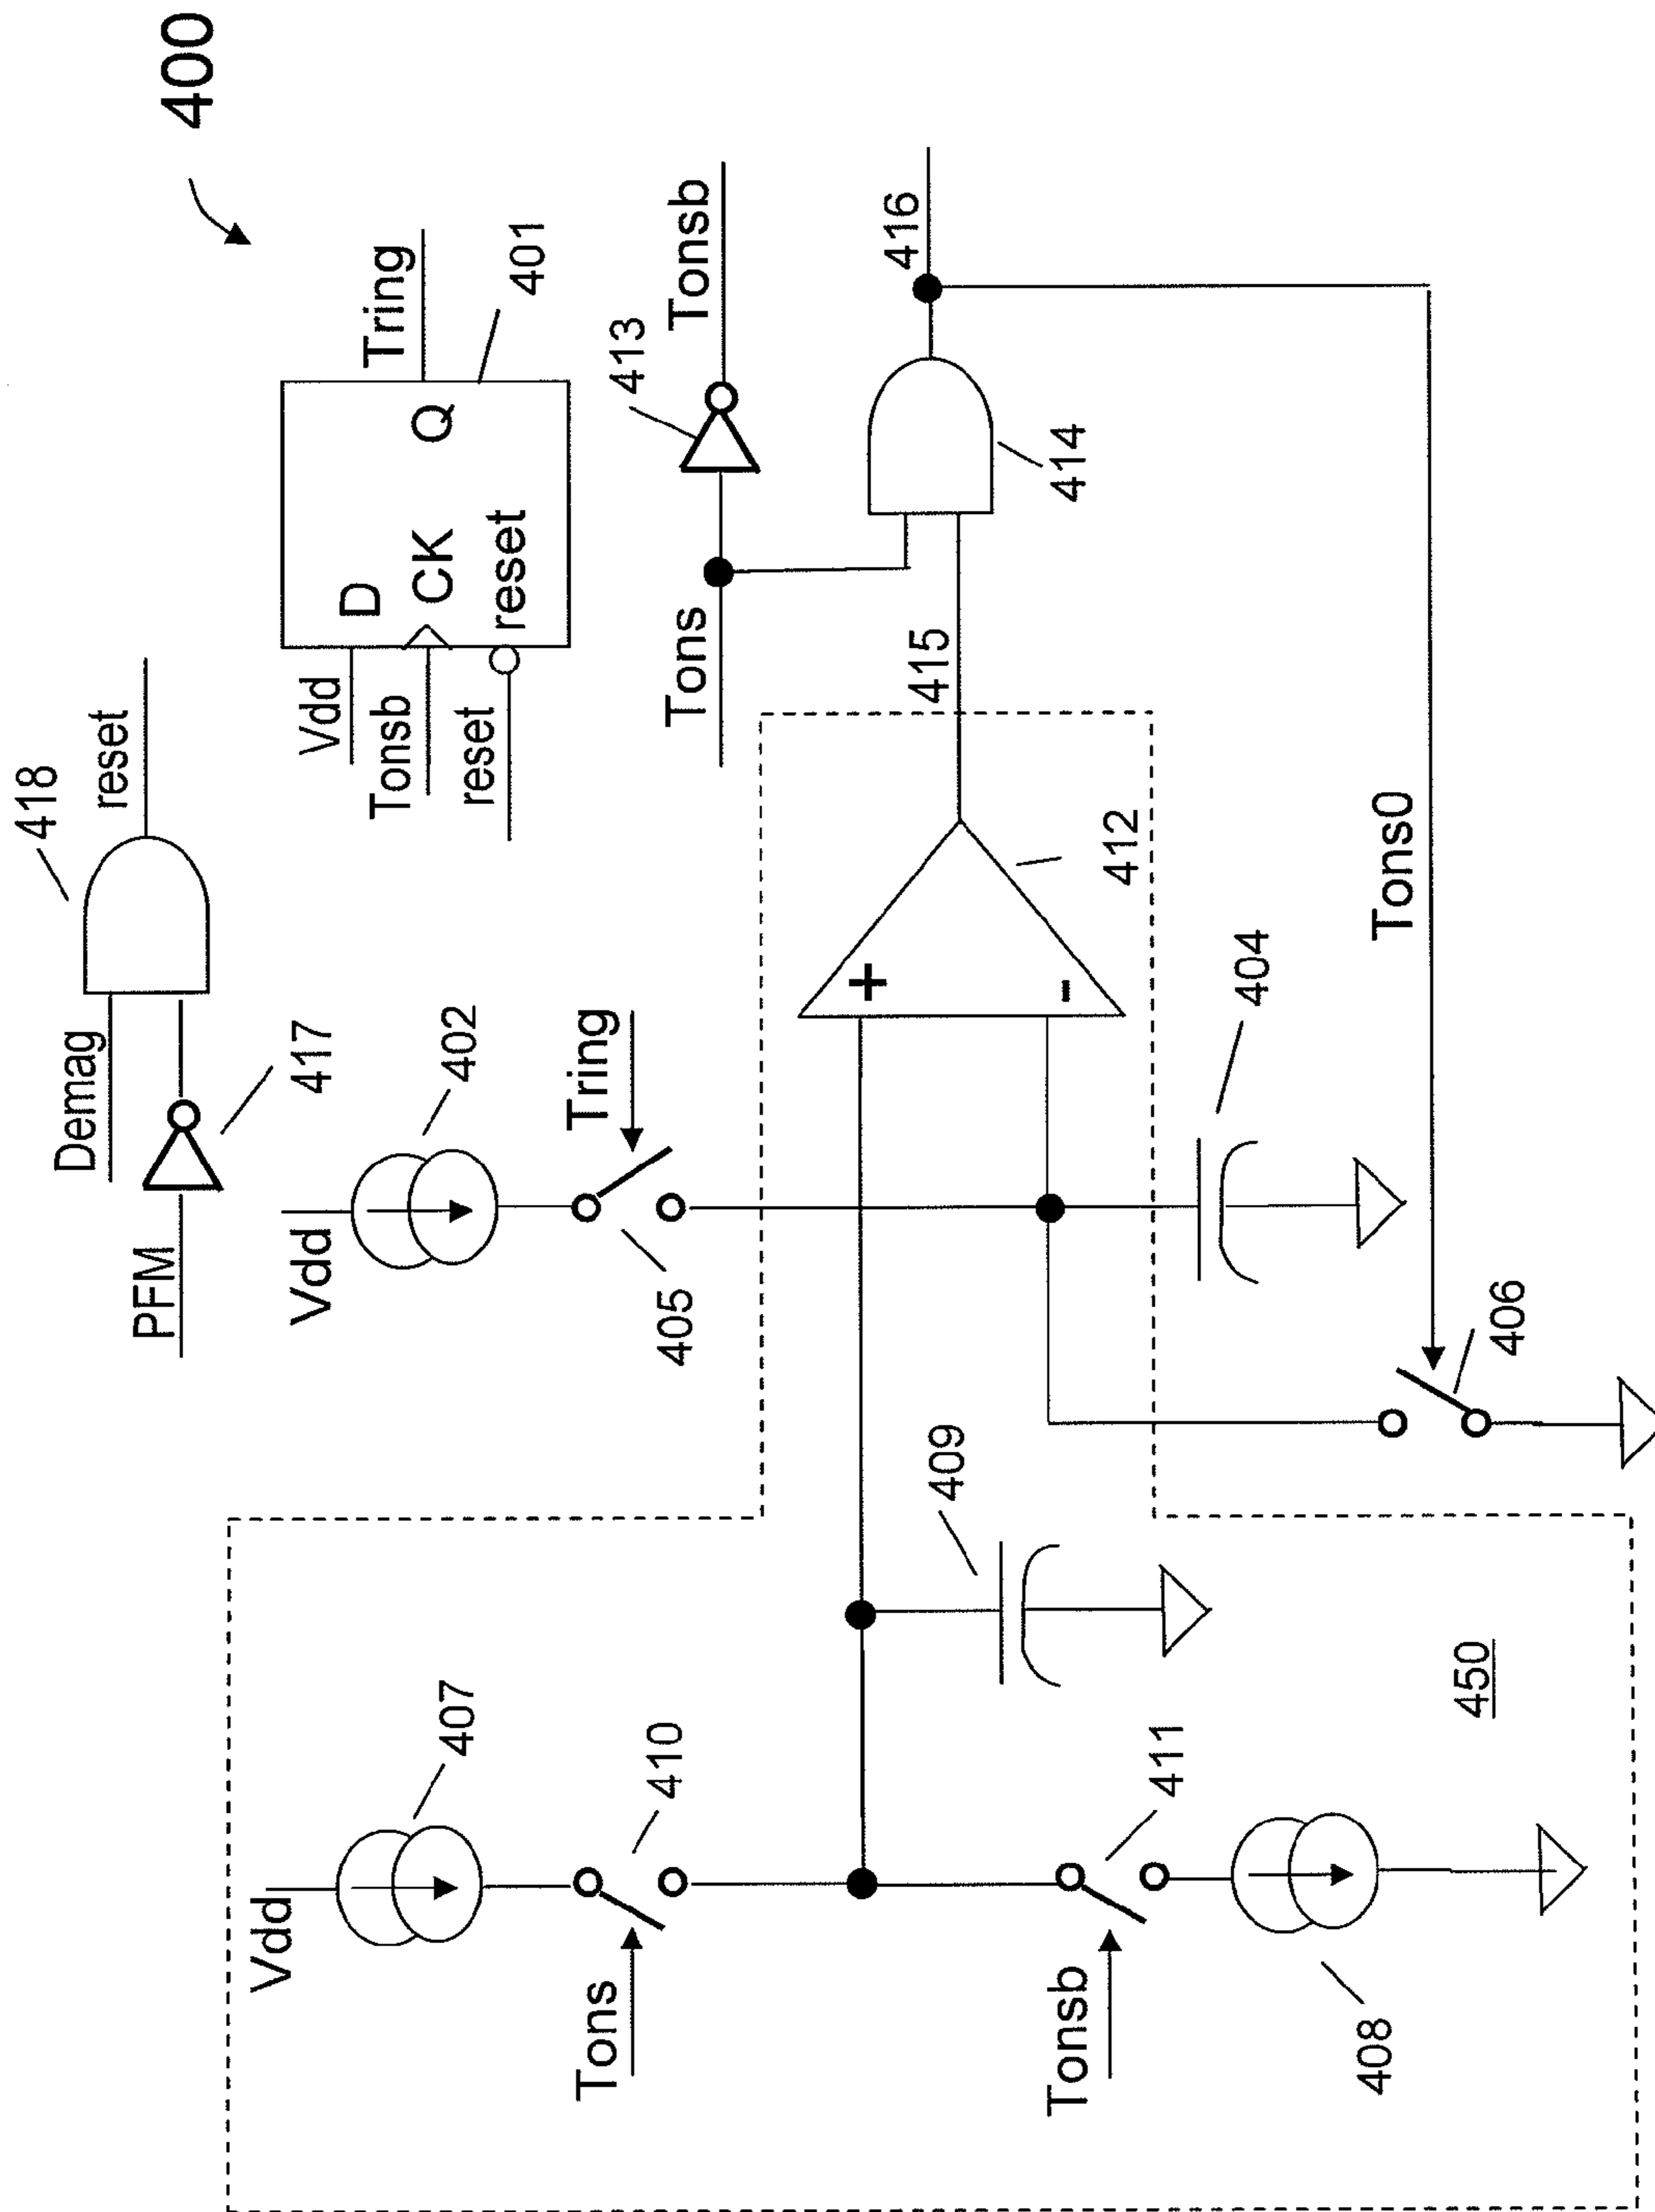 400
418
Demag
reset
PFM
417
Vdd
402
Tring
405
Vdd
D
Tring
Tonsb
CK
Q
reset
reset
401
Vdd
407
Tons
410
409
Tonsb
411
408
450
+
-
412
404
415
Tons
413
Tonsb
414
416
Tons0
406